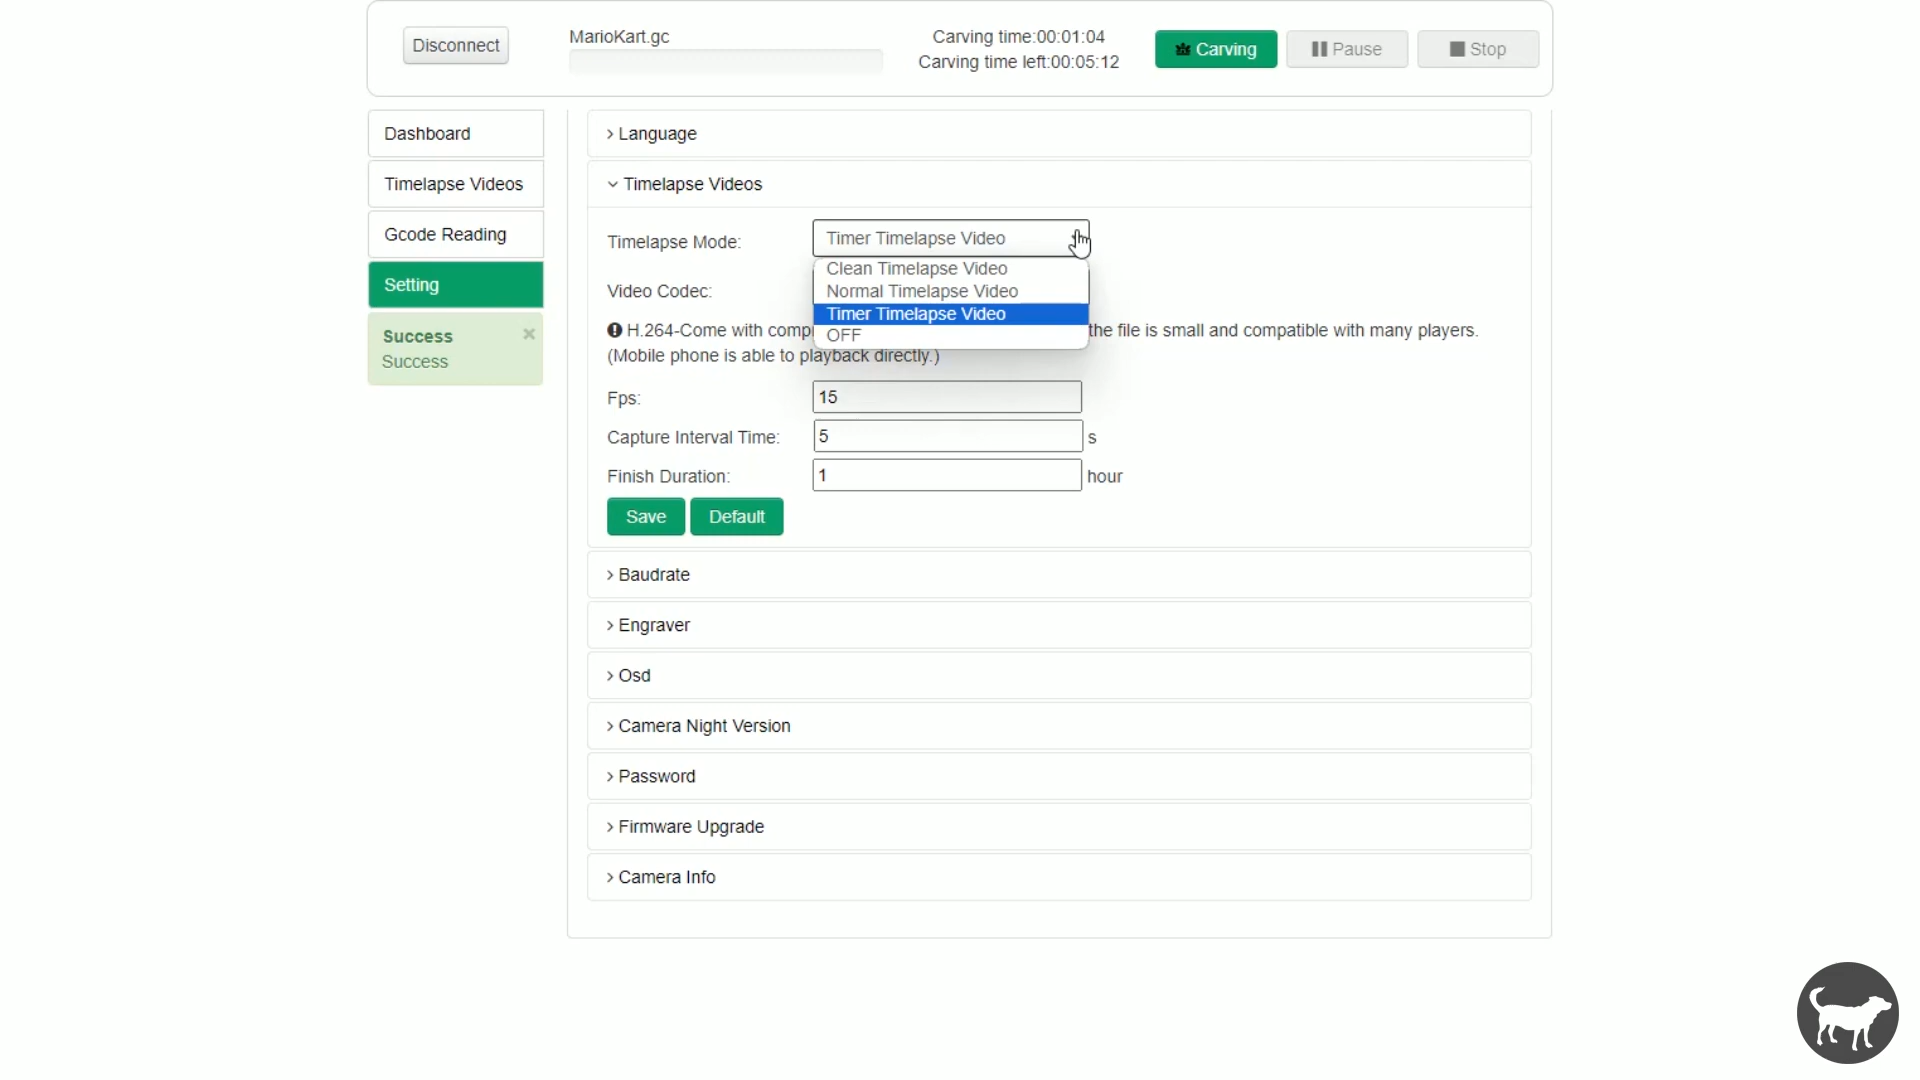 Disconnect
MarioKart.gc
Carving time:00:01:04
Carving time left:00:05:12
Carving
Pause
Stop
Dashboard
Timelapse Videos
Gcode Reading
Setting
Success
Success
Language
Timelapse Videos
Timelapse Mode:
Timer Timelapse Video
Clean Timelapse Video
Normal Timelapse Video
Timer Timelapse Video
OFF
Video Codec:
H.264-Come with comp the file is small and compatible with many players.
(Mobile phone is able to playback directly.)
Fps: 15
Capture Interval Time: 5 s
Finish Duration: 1 hour
Save Default
Baudrate
Engraver
Osd
Camera Night Version
Password
Firmware Upgrade
Camera Info